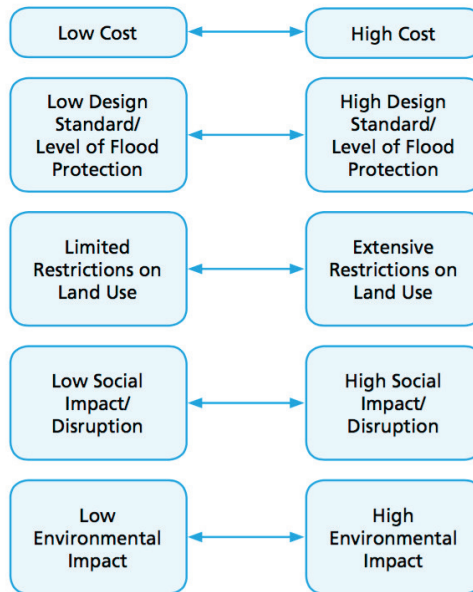 Low Cost
High Cost
Low Design
Standard/
Level of Flood
Protection
High Design
Standard/
Level of Flood
Protection
Limited
Restrictions on
Land Use
Extensive
Restrictions on
Land Use
Low Social
Impact/
Disruption
High Social
Impact/
Disruption
Low
Environmental
Impact
High
Environmental
Impact